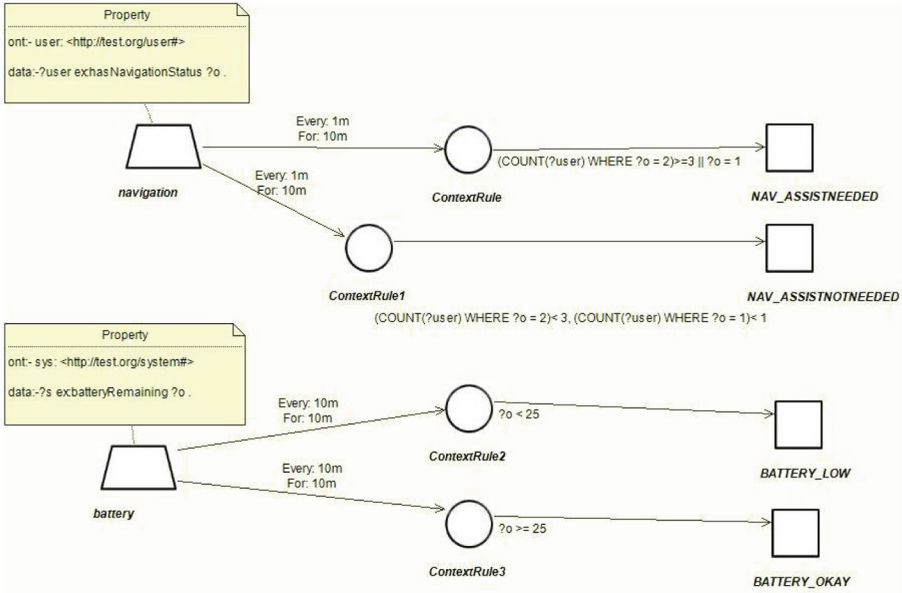 Property
ont:- user: <http://test.org/user#>
data:-?user ex:hasNavigationStatus ?o .
Every: 1m
For: 10m
(COUNT(?user) WHERE ?o = 2)>=3 || ?o = 1
navigation
ContextRule
NAV_ASSISTNEEDED
Every: 1m
For: 10m
ContextRule1
NAV_ASSISTNOTNEEDED
(COUNT(?user) WHERE ?o = 2)< 3, (COUNT(?user) WHERE ?o = 1)< 1
Property
ont:- sys: <http://test.org/system#>
data:-?s ex:batteryRemaining ?o .
Every: 10m
For: 10m
?o < 25
ContextRule2
BATTERY_LOW
Every: 10m
For: 10m
battery
?o >= 25
ContextRule3
BATTERY_OKAY